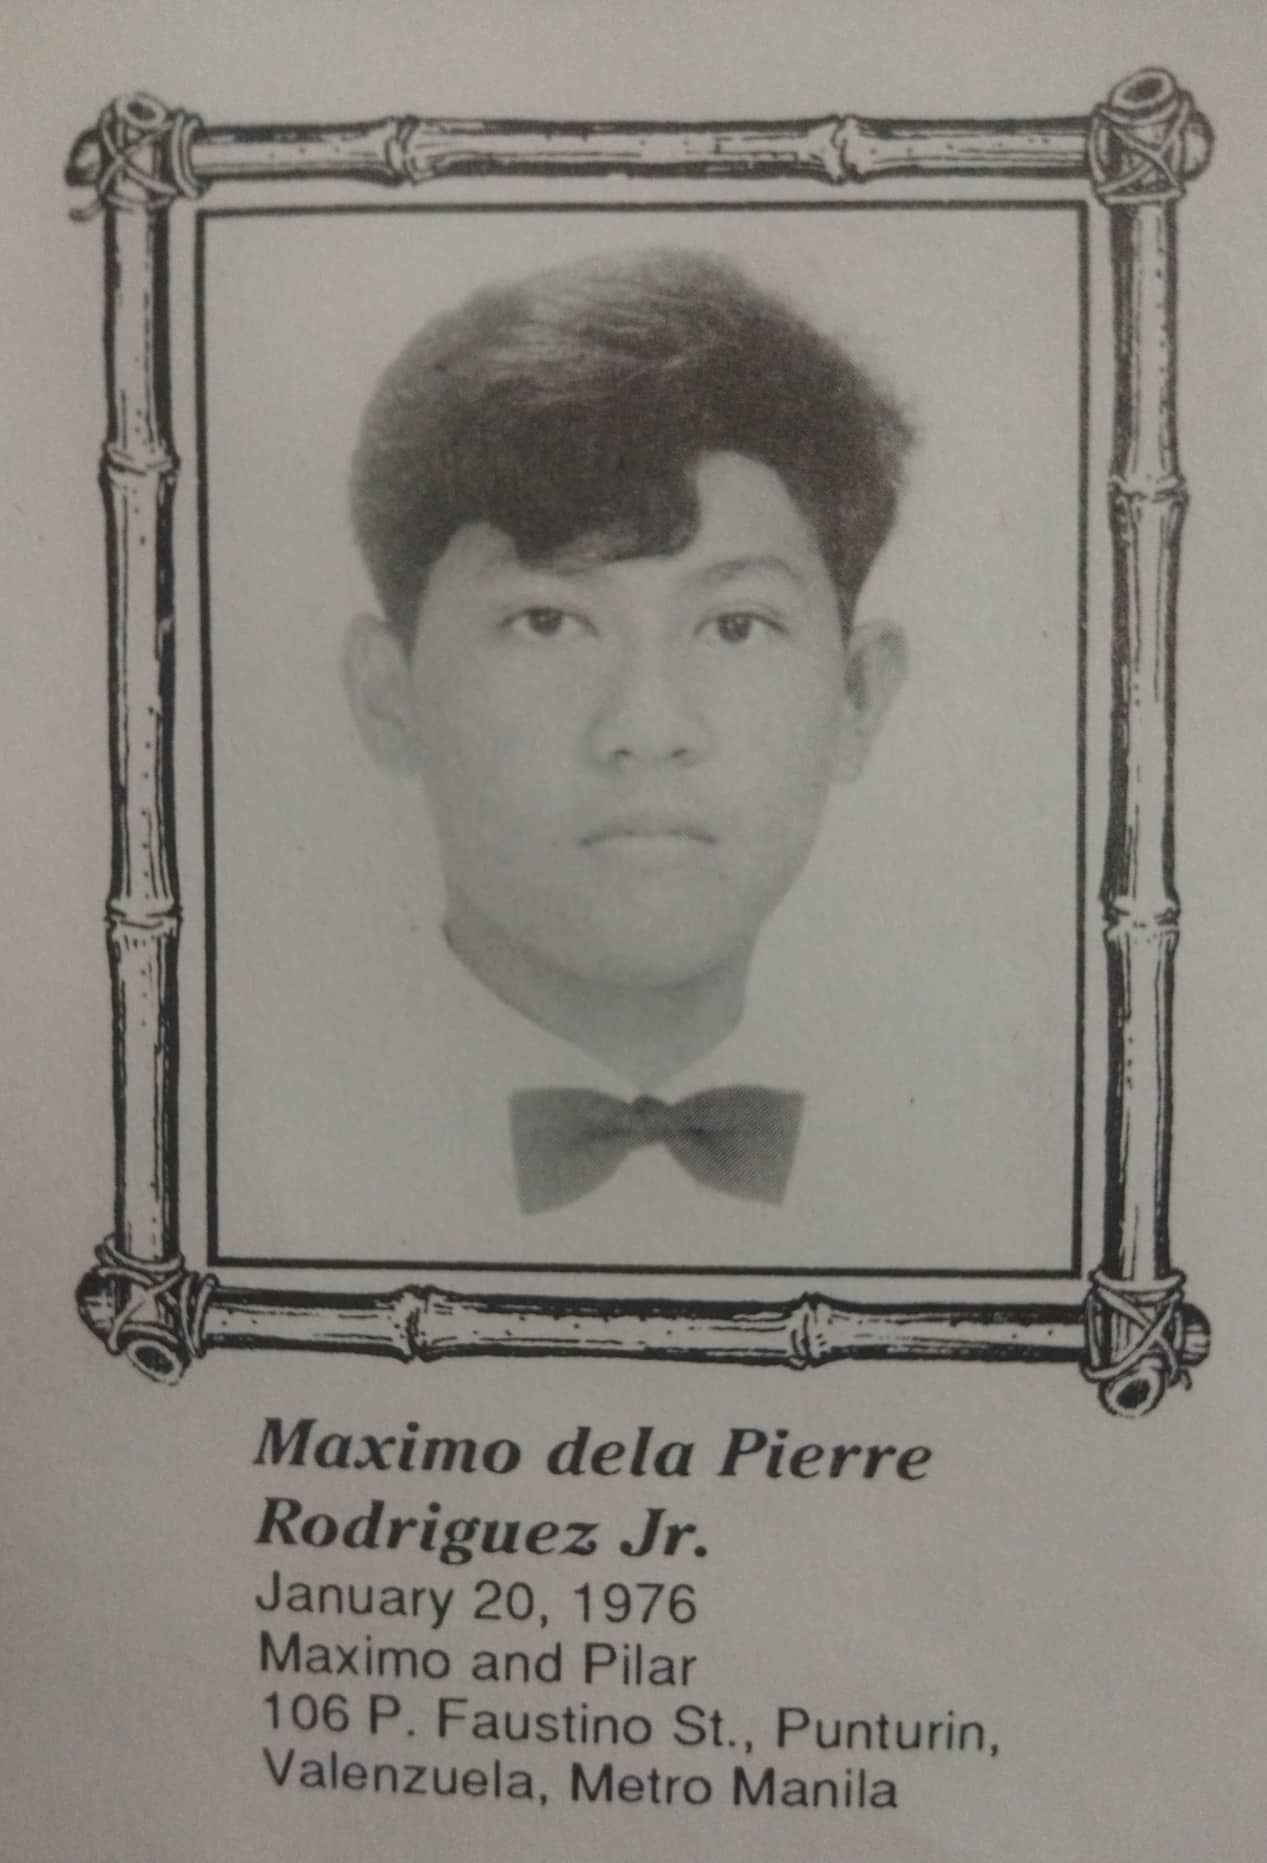 Maximo dela Pierre
Rodriguez Jr.
January 20, 1976
Maximo and Pilar
106 P. Faustino St., Punturin,
Valenzuela, Metro Manila